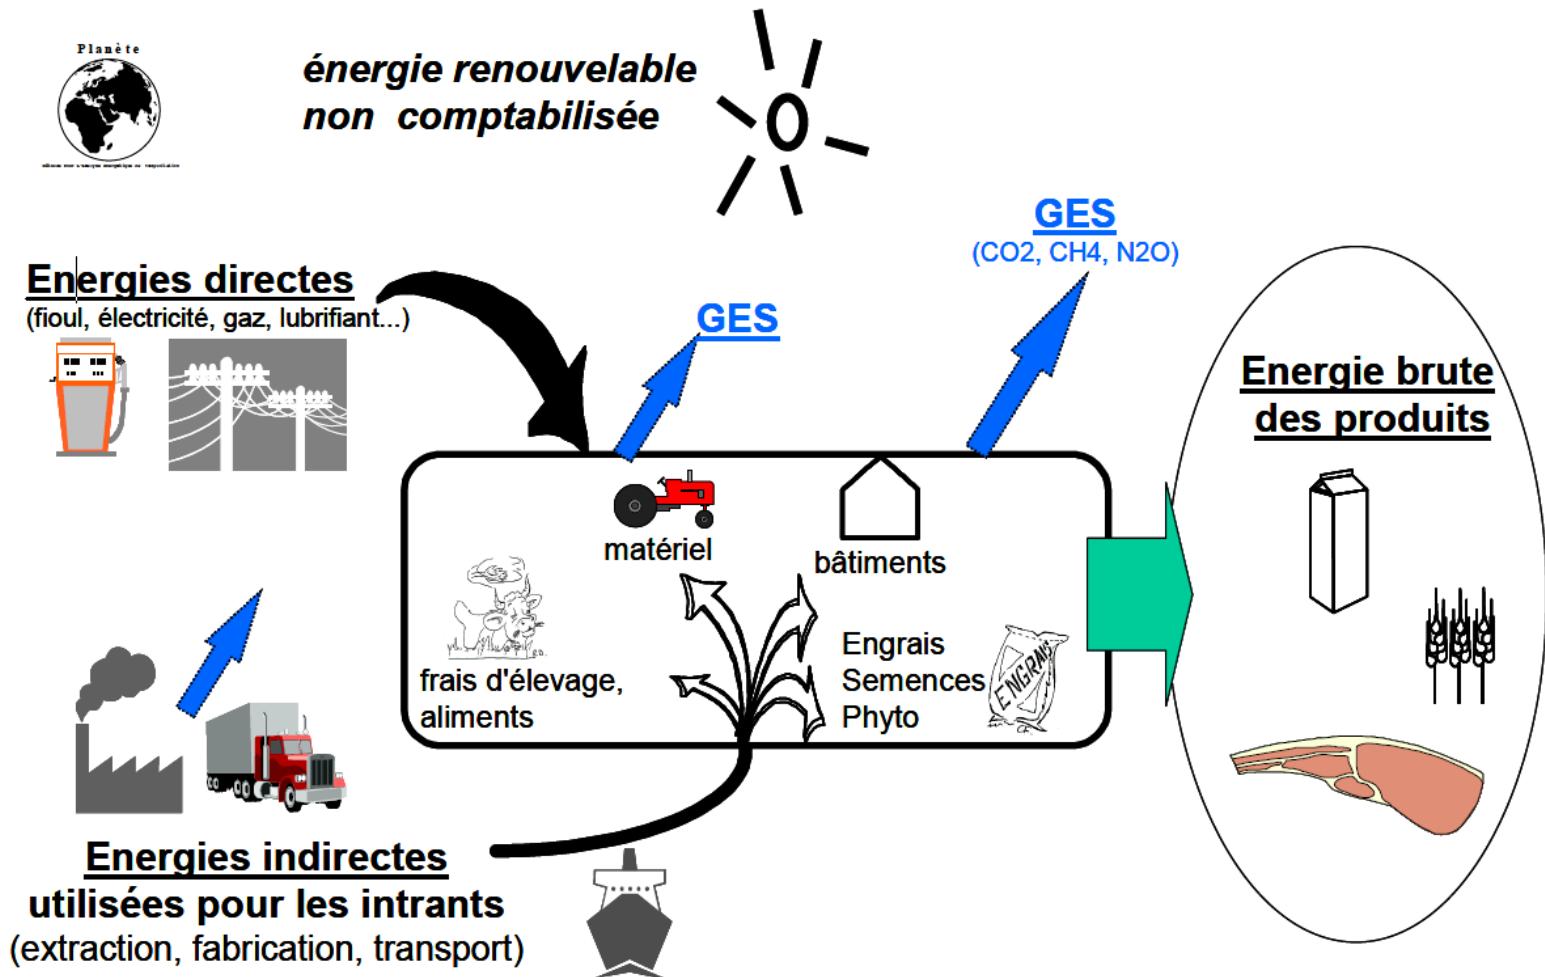 Planète
énergie renouvelable
non comptabilisée
GES
(CO2, CH4, N2O)
Energies directes
(fioul, électricité, gaz, lubrifiant...)
GES
Energie brute
des produits
matériel
bâtiments
frais d'élevage,
aliments
Engrais
Semences
Phyto
ENGRAIS
Energies indirectes
utilisées pour les intrants
(extraction, fabrication, transport)